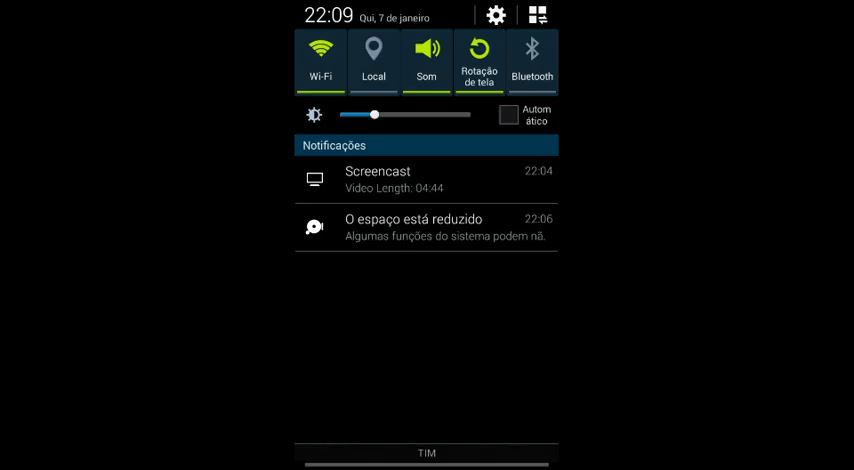 22:09 Qui, 7 de janeiro
Wi-Fi
Local
Som
Rotação
de tela
Bluetooth
Autom
ático
Notificações
Screencast 22:04
Video Length: 04:44
O espaço está reduzido 22:06
Algumas funções do sistema podem nã.
TIM